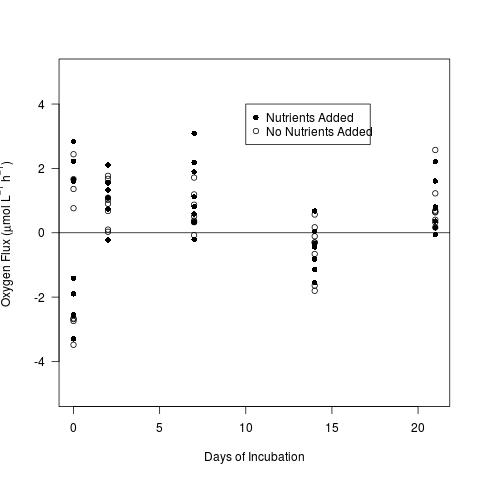 Nutrients Added
No Nutrients Added
Oxygen Flux (μmol L⁻¹ h⁻¹)
4
2
0
-2
-4
0
5
10
15
20
Days of Incubation